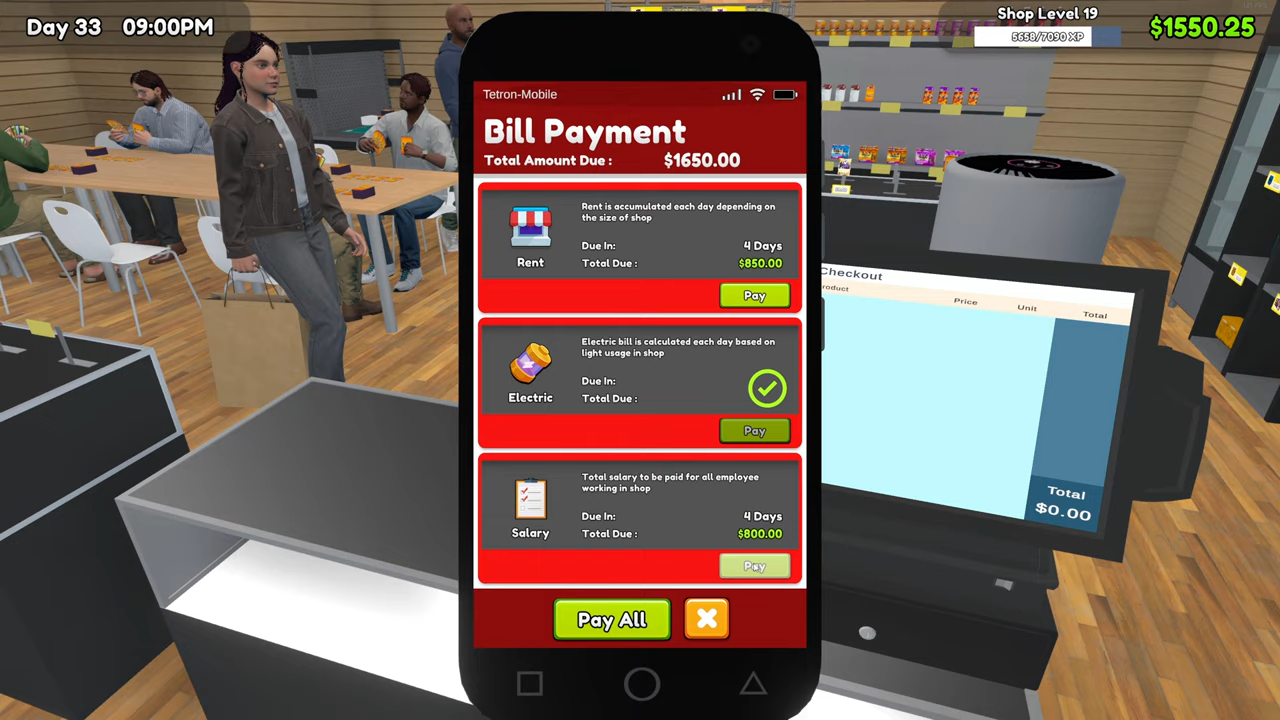 Day 33 09:00PM
Shop Level 19
5658/7090 XP
$1550.25
Tetron-Mobile
Bill Payment
Total Amount Due : $1650.00
Rent is accumulated each day depending on
the size of shop
Due In: 4 Days
Total Due : $850.00
Rent
Pay
Electric bill is calculated each day based on
light usage in shop
Due In:
Total Due :
Electric
Pay
Total salary to be paid for all employee
working in shop
Due In: 4 Days
Total Due : $800.00
Salary
Pay
Pay All
Checkout
roduct Price Unit Total
Total
$0.00